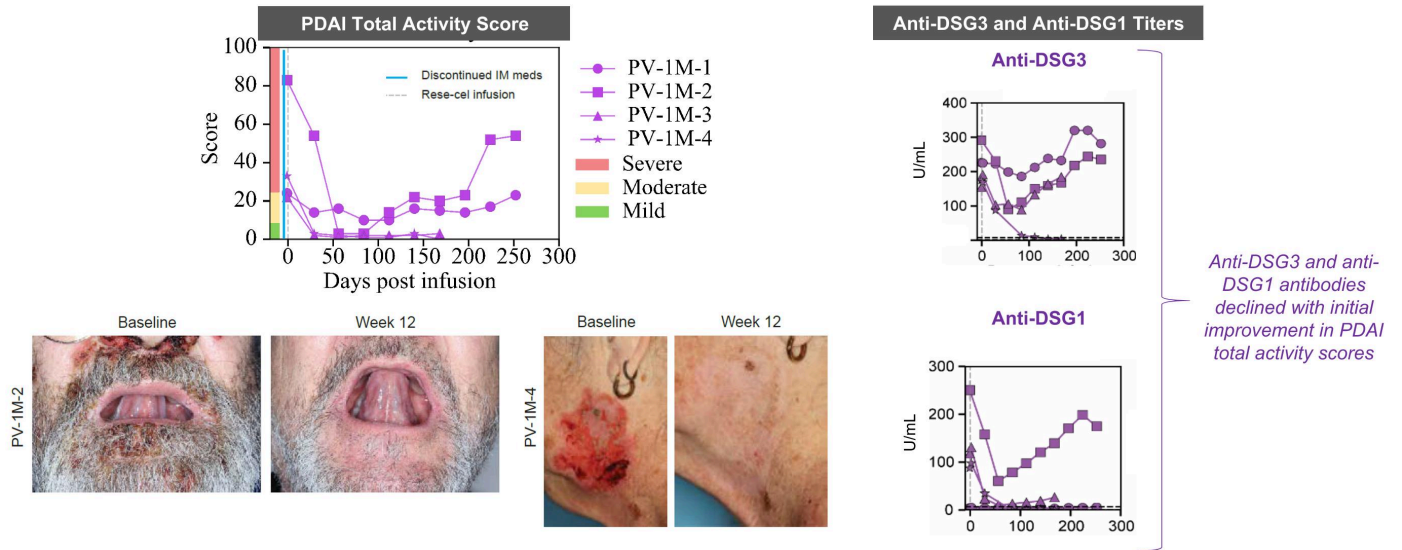 PDAI Total Activity Score
100
80
60
40
20
0
Score
0
50
100
150
200
250
300
Days post infusion
Discontinued IM meds
Rese-cel infusion
PV-1M-1
PV-1M-2
PV-1M-3
PV-1M-4
Severe
Moderate
Mild
Baseline
Week 12
PV-1M-2
Baseline
Week 12
PV-1M-4
Anti-DSG3 and Anti-DSG1 Titers
Anti-DSG3
400
300
200
100
U/mL
0
100
200
300
Anti-DSG1
300
200
100
0
U/mL
0
100
200
300
Anti-DSG3 and anti-
DSG1 antibodies
declined with initial
improvement in PDAI
total activity scores